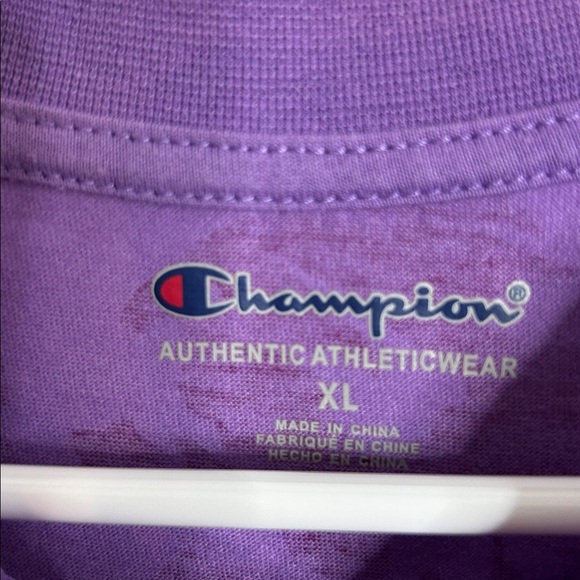 Champion®
AUTHENTIC ATHLETICWEAR
XL
MADE IN CHINA
FABRIQUÉ EN CHINE
HECHO EN CHINA